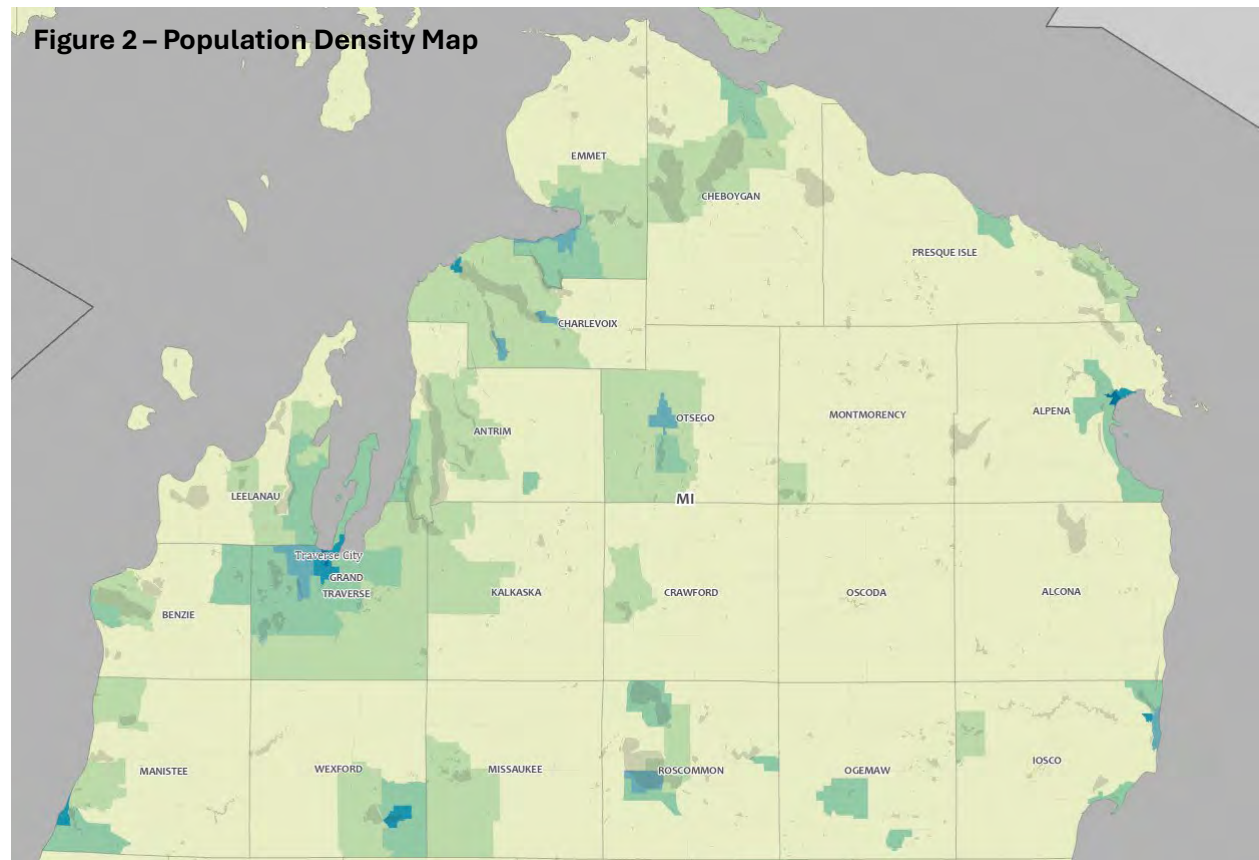 Figure 2 – Population Density Map
EMMET
CHEBOYGAN
PRESQUE ISLE
CHARLEVOIX
ANTRIM
OTSEGO
MONTMORENCY
ALPENA
LEELANAU
MI
Traverse City
GRAND
TRAVERSE
BENZIE
KALKASKA
CRAWFORD
OSCODA
ALCONA
MANISTEE
WEXFORD
MISSAUKEE
ROSCOMMON
OGEMAW
IOSCO